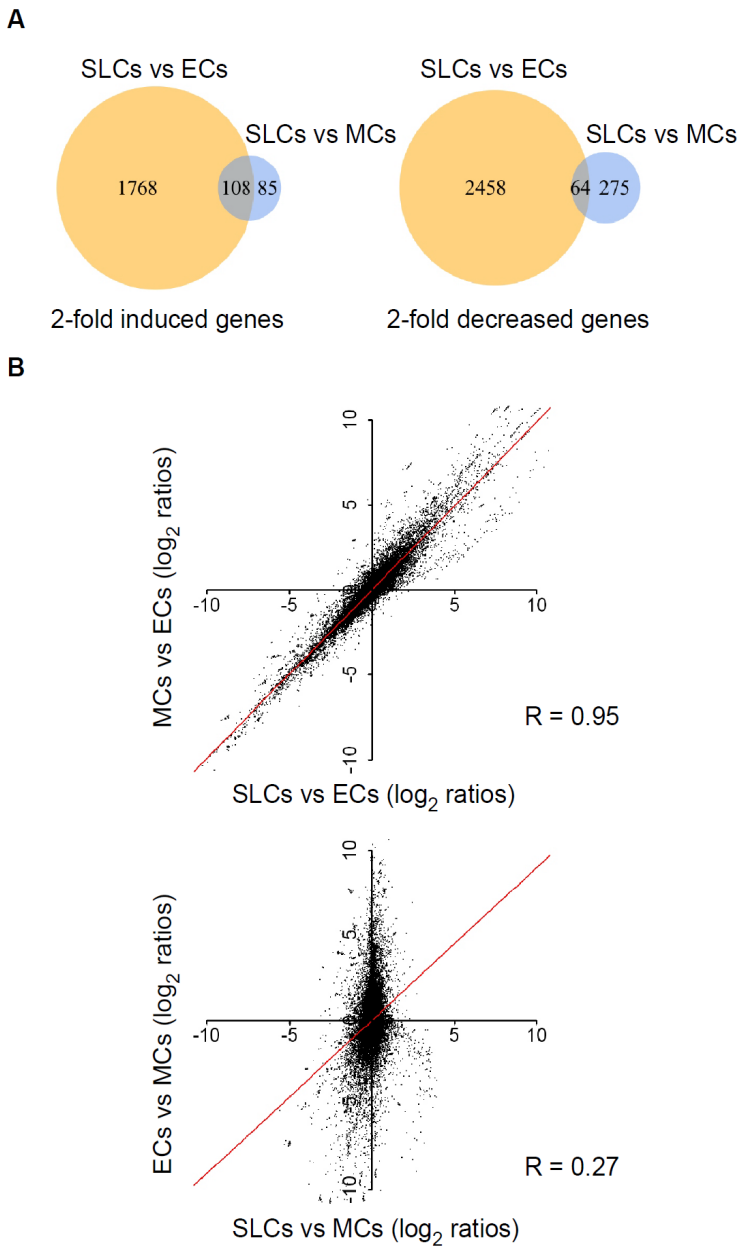 A
SLCs vs ECs
SLCs vs MCs
1768
108
85
2-fold induced genes
SLCs vs ECs
SLCs vs MCs
2458
64
275
2-fold decreased genes
B
MCs vs ECs (log2 ratios)
10
5
0
-5
-10
-10
-5
5
10
R = 0.95
SLCs vs ECs (log2 ratios)
ECs vs MCs (log2 ratios)
10
5
-10
-10
-5
5
10
R = 0.27
SLCs vs MCs (log2 ratios)